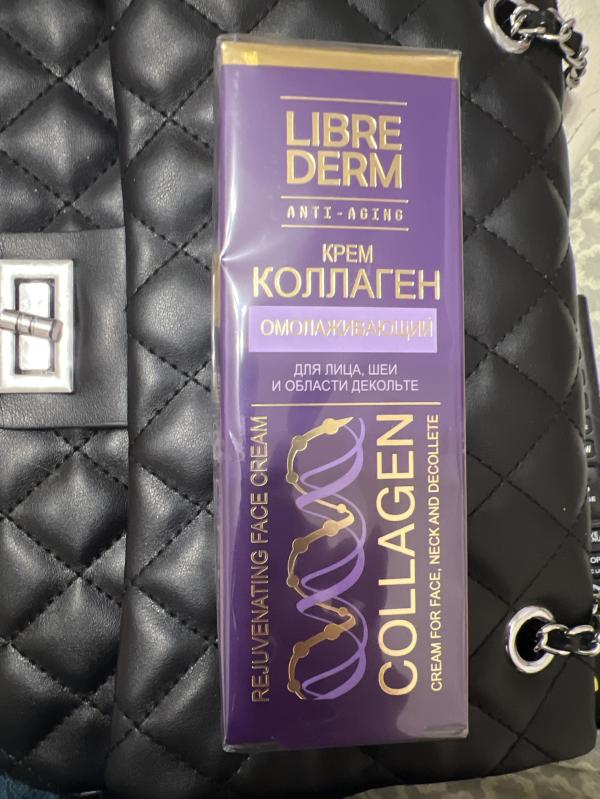 LIBRE
DERM
ANTI-AGING
КРЕМ
КОЛЛАГЕН
ОМОЛАЖИВАЮЩИЙ
ДЛЯ ЛИЦА, ШЕИ
И ОБЛАСТИ ДЕКОЛЬТЕ
REJUVENATING FACE CREAM
COLLAGEN
CREAM FOR FACE, NECK AND DECOLLETE